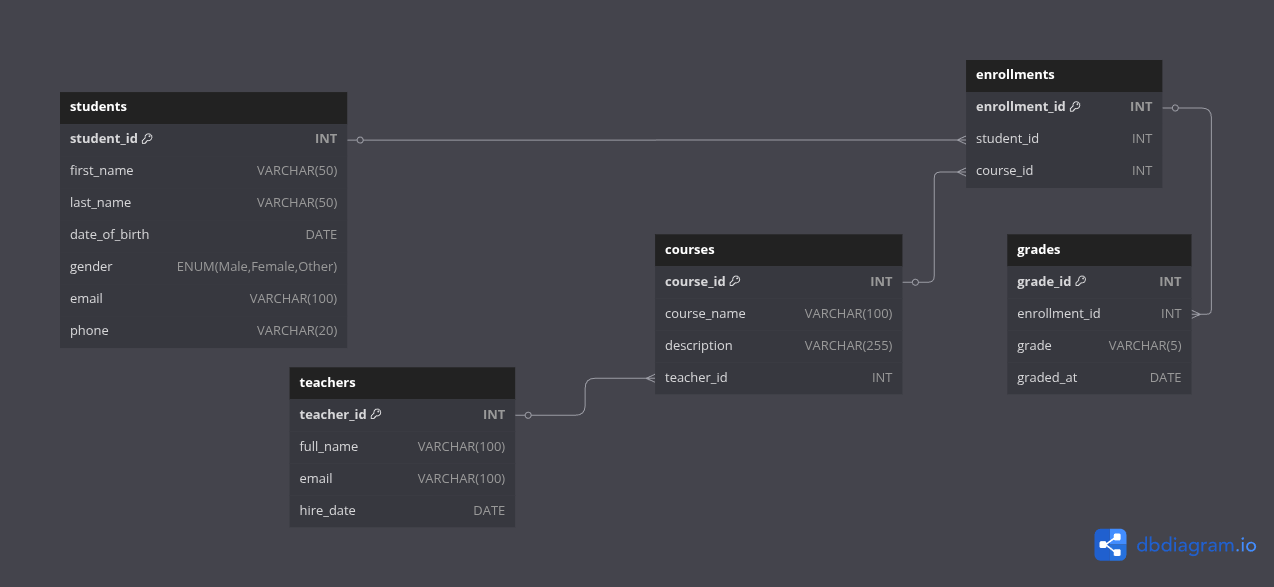 students
student_id INT
first_name VARCHAR(50)
last_name VARCHAR(50)
date_of_birth DATE
gender ENUM(Male,Female,Other)
email VARCHAR(100)
phone VARCHAR(20)
teachers
teacher_id INT
full_name VARCHAR(100)
email VARCHAR(100)
hire_date DATE
courses
course_id INT
course_name VARCHAR(100)
description VARCHAR(255)
teacher_id INT
enrollments
enrollment_id INT
student_id INT
course_id INT
grades
grade_id INT
enrollment_id INT
grade VARCHAR(5)
graded_at DATE
dbdiagram.io